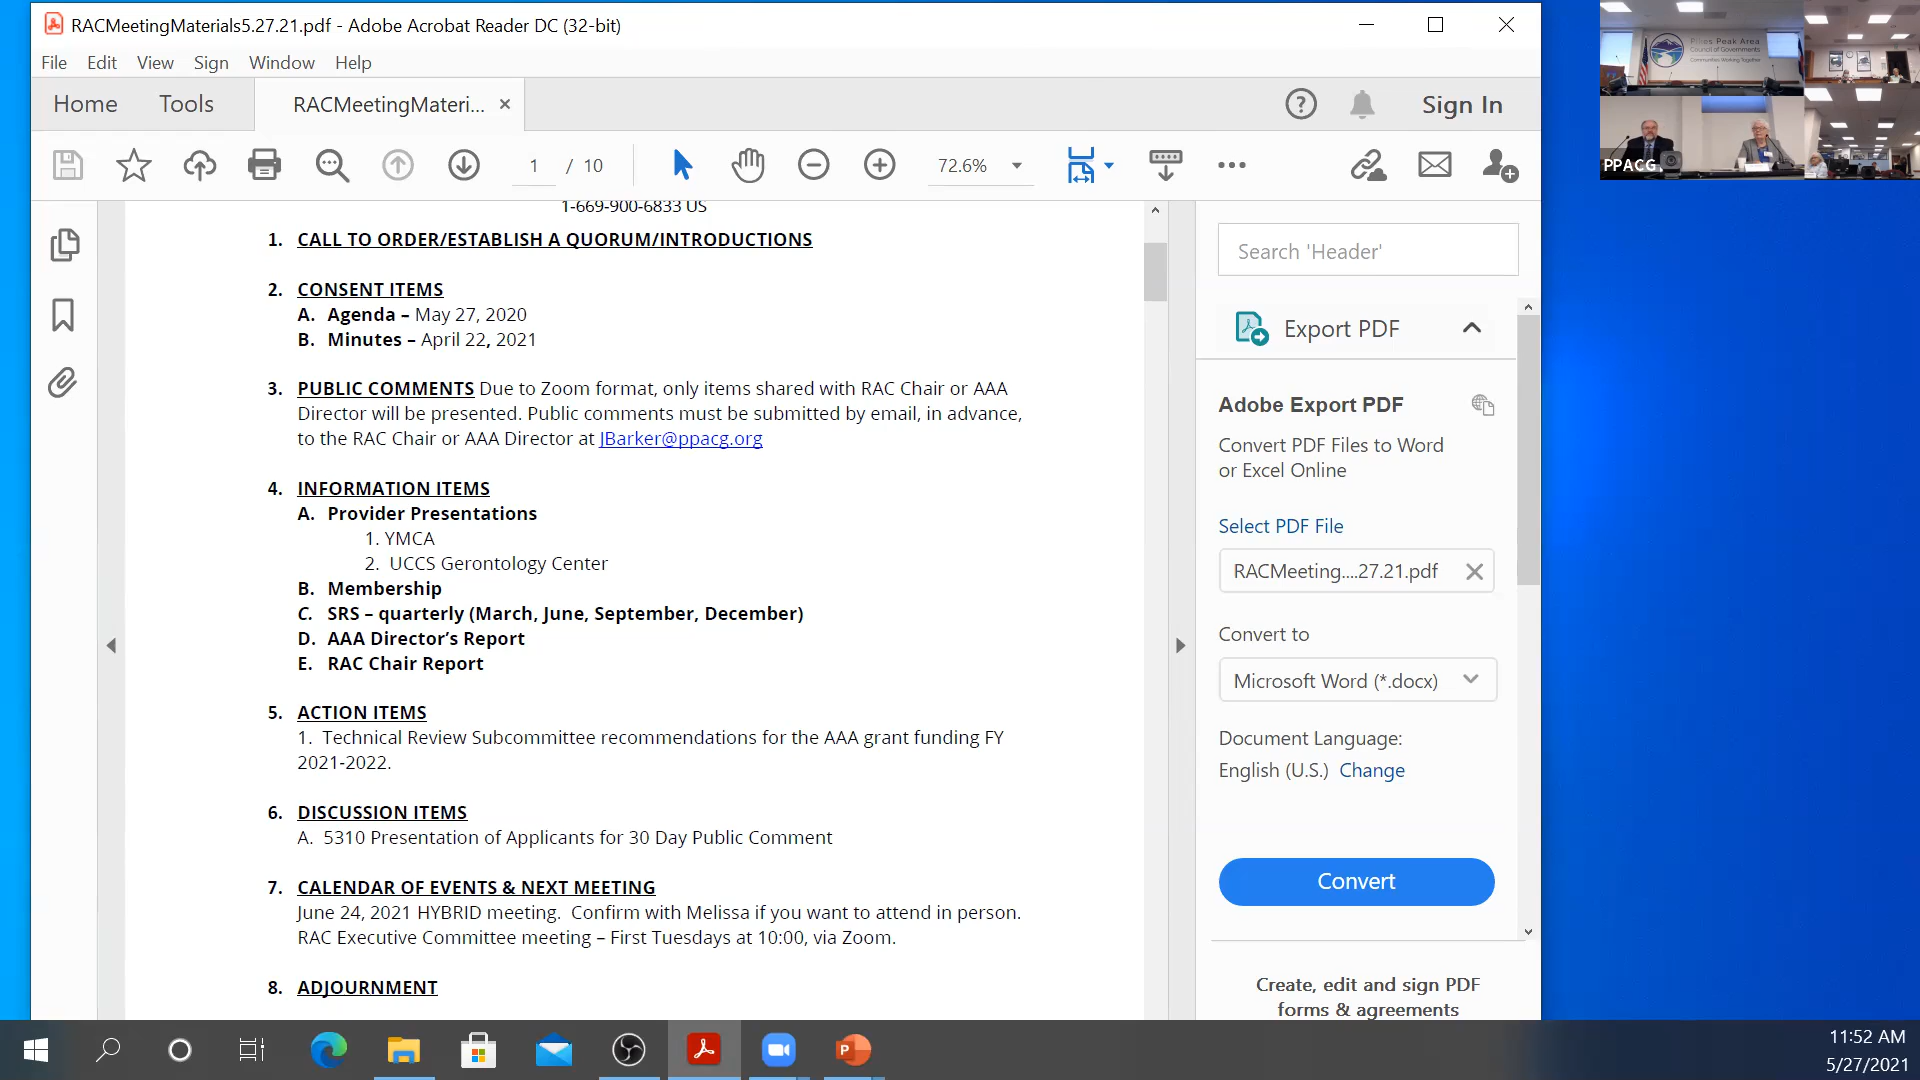 RACMeetingMaterials5.27.21.pdf - Adobe Acrobat Reader DC (32-bit)
File Edit View Sign Window Help
Home Tools RACMeetingMateri... × Sign In
1 / 10 72.6%
1-669-900-6833 US
1. CALL TO ORDER/ESTABLISH A QUORUM/INTRODUCTIONS
2. CONSENT ITEMS
A. Agenda – May 27, 2020
B. Minutes – April 22, 2021
3. PUBLIC COMMENTS Due to Zoom format, only items shared with RAC Chair or AAA
Director will be presented. Public comments must be submitted by email, in advance,
to the RAC Chair or AAA Director at JBarker@ppacg.org
4. INFORMATION ITEMS
A. Provider Presentations
1. YMCA
2. UCCS Gerontology Center
B. Membership
C. SRS – quarterly (March, June, September, December)
D. AAA Director's Report
E. RAC Chair Report
5. ACTION ITEMS
1. Technical Review Subcommittee recommendations for the AAA grant funding FY
2021-2022.
6. DISCUSSION ITEMS
A. 5310 Presentation of Applicants for 30 Day Public Comment
7. CALENDAR OF EVENTS & NEXT MEETING
June 24, 2021 HYBRID meeting. Confirm with Melissa if you want to attend in person.
RAC Executive Committee meeting – First Tuesdays at 10:00, via Zoom.
8. ADJOURNMENT
Search 'Header'
Export PDF
Adobe Export PDF
Convert PDF Files to Word
or Excel Online
Select PDF File
RACMeeting....27.21.pdf
Convert to
Microsoft Word (*.docx)
Document Language:
English (U.S.) Change
Convert
Create, edit and sign PDF
forms & agreements
Pikes Peak Area
Council of Governments
Communities Working Together
PPACG
11:52 AM
5/27/2021